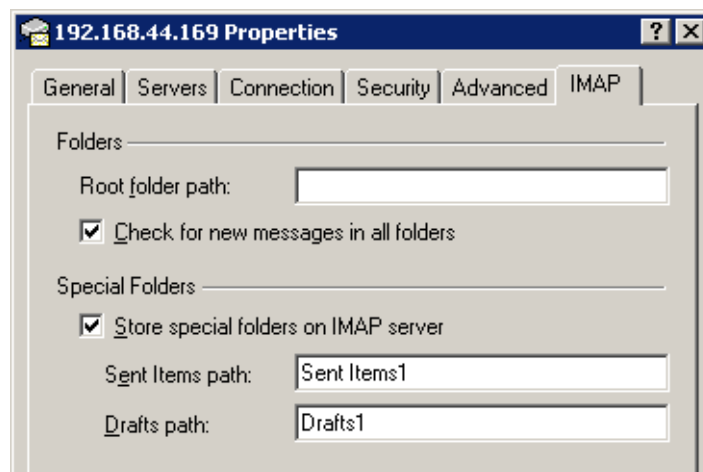 192.168.44.169 Properties
General Servers Connection Security Advanced IMAP
Folders
Root folder path:
Check for new messages in all folders
Special Folders
Store special folders on IMAP server
Sent Items path: Sent Items1
Drafts path: Drafts1